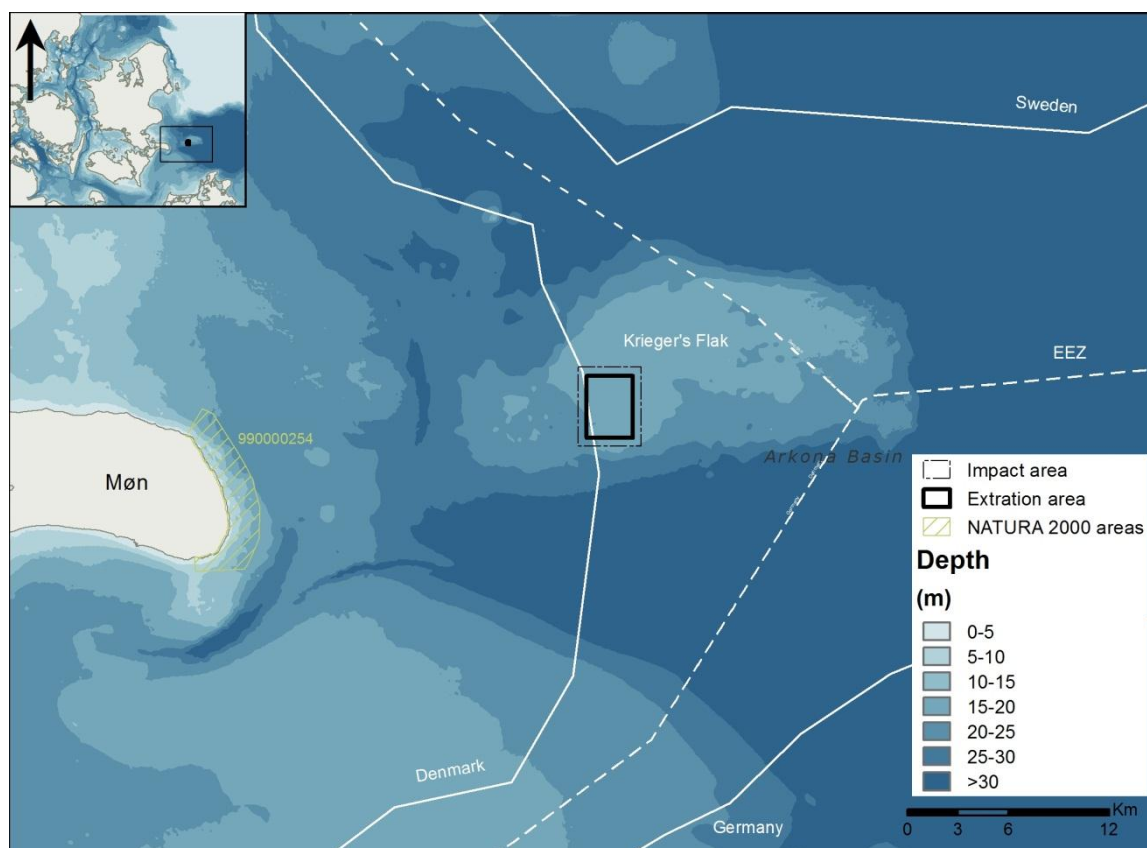 Sweden
Krieger's Flak
EEZ
990000254
Møn
Arkona Basin
Denmark
Germany
Impact area
Extration area
NATURA 2000 areas
Depth
(m)
0-5
5-10
10-15
15-20
20-25
25-30
>30
Km
0 3 6 12